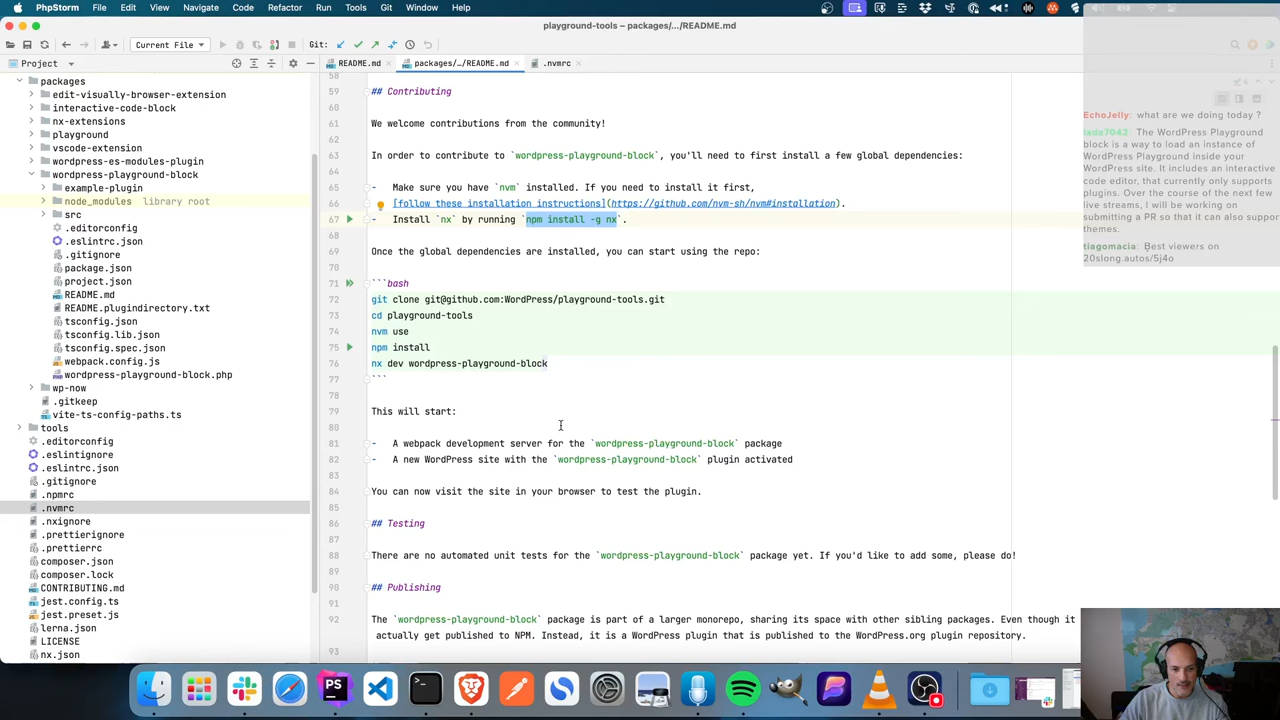 PhpStorm File Edit View Navigate Code Refactor Run Tools Git Window Help
playground-tools – packages/.../README.md
Current File
Git:
Project
README.md
packages/.../README.md
.nvmrc
packages
edit-visually-browser-extension
interactive-code-block
nx-extensions
playground
vscode-extension
wordpress-es-modules-plugin
wordpress-playground-block
example-plugin
node_modules library root
src
.editorconfig
.eslintrc.json
.gitignore
package.json
project.json
README.md
README.plugindirectory.txt
tsconfig.json
tsconfig.lib.json
tsconfig.spec.json
webpack.config.js
wordpress-playground-block.php
wp-now
.gitkeep
vite-ts-config-paths.ts
tools
.editorconfig
.eslintignore
.eslintrc.json
.gitignore
.npmrc
.nvmrc
.nxignore
.prettierignore
.prettierrc
composer.json
composer.lock
CONTRIBUTING.md
jest.config.ts
jest.preset.js
lerna.json
LICENSE
nx.json
58
59 ## Contributing
60
61 We welcome contributions from the community!
62
63 In order to contribute to `wordpress-playground-block`, you'll need to first install a few global dependencies:
64
65 - Make sure you have `nvm` installed. If you need to install it first,
66 [follow these installation instructions](https://github.com/nvm-sh/nvm#installation).
67 - Install `nx` by running `npm install -g nx`.
68
69 Once the global dependencies are installed, you can start using the repo:
70
71 ```bash
72 git clone git@github.com:WordPress/playground-tools.git
73 cd playground-tools
74 nvm use
75 npm install
76 nx dev wordpress-playground-block
77 ```
78
79 This will start:
80
81 - A webpack development server for the `wordpress-playground-block` package
82 - A new WordPress site with the `wordpress-playground-block` plugin activated
83
84 You can now visit the site in your browser to test the plugin.
85
86 ## Testing
87
88 There are no automated unit tests for the `wordpress-playground-block` package yet. If you'd like to add some, please do!
89
90 ## Publishing
91
92 The `wordpress-playground-block` package is part of a larger monorepo, sharing its space with other sibling packages. Even though it
actually get published to NPM. Instead, it is a WordPress plugin that is published to the WordPress.org plugin repository.
93
EchoJelly: what are we doing today ?
lada7042: The WordPress Playground
block is a way to load an instance of
WordPress Playground inside your
WordPress site. It includes an interactive
code editor, that currently only supports
plugins. Over the course of the next few
live streams, I will be working on
submitting a PR so that it can also support
themes.
tiagomacia: Best viewers on
20slong.autos/5j4o
PS